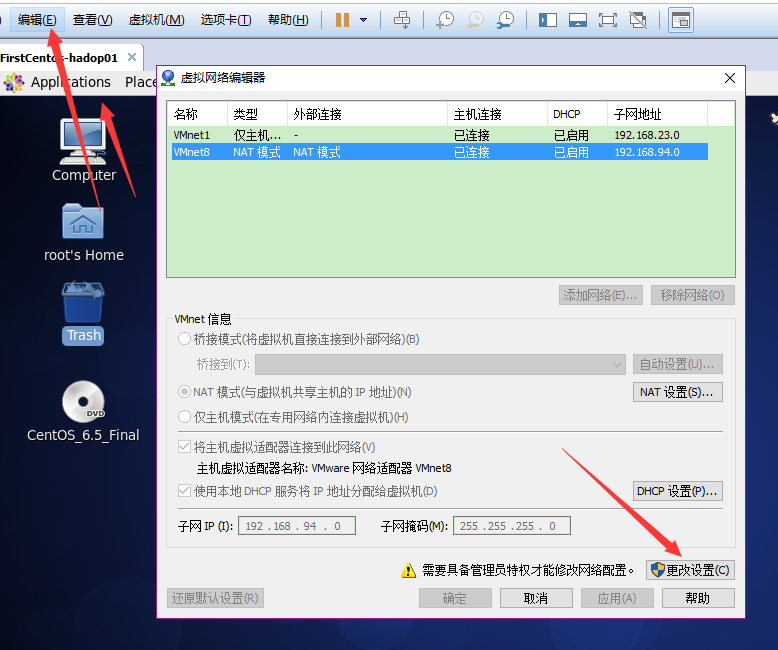 编辑(E) 查看(V) 虚拟机(M) 选项卡(T) 帮助(H)
FirstCentos-hadop01 ×
Applications Place
Computer
root's Home
Trash
DVD
CentOS_6.5_Final
虚拟网络编辑器
名称 类型 外部连接 主机连接 DHCP 子网地址
VMnet1 仅主机... - 已连接 已启用 192.168.23.0
VMnet8 NAT 模式 NAT 模式 已连接 已启用 192.168.94.0
添加网络(E)... 移除网络(O)
VMnet 信息
桥接模式(将虚拟机直接连接到外部网络)(B)
桥接到(T): 自动设置(U)...
NAT 模式(与虚拟机共享主机的 IP 地址)(N) NAT 设置(S)...
仅主机模式(在专用网络内连接虚拟机)(H)
将主机虚拟适配器连接到此网络(V)
主机虚拟适配器名称: VMware 网络适配器 VMnet8
使用本地 DHCP 服务将 IP 地址分配给虚拟机(D) DHCP 设置(P)...
子网 IP (I): 192 . 168 . 94 . 0 子网掩码(M): 255 . 255 . 255 . 0
需要具备管理员特权才能修改网络配置。 更改设置(C)
还原默认设置(R) 确定 取消 应用(A) 帮助